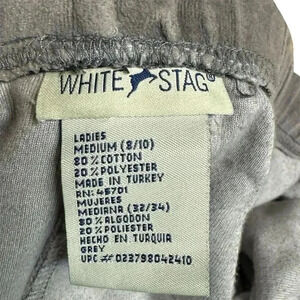 WHITE STAG®
LADIES
MEDIUM (8/10)
80% COTTON
20% POLYESTER
MADE IN TURKEY
RN: 45701
MUJERES
MEDIANA (32/34)
80% ALGODON
20% POLIESTER
HECHO EN TURQUIA
GREY
UPC #023798042410